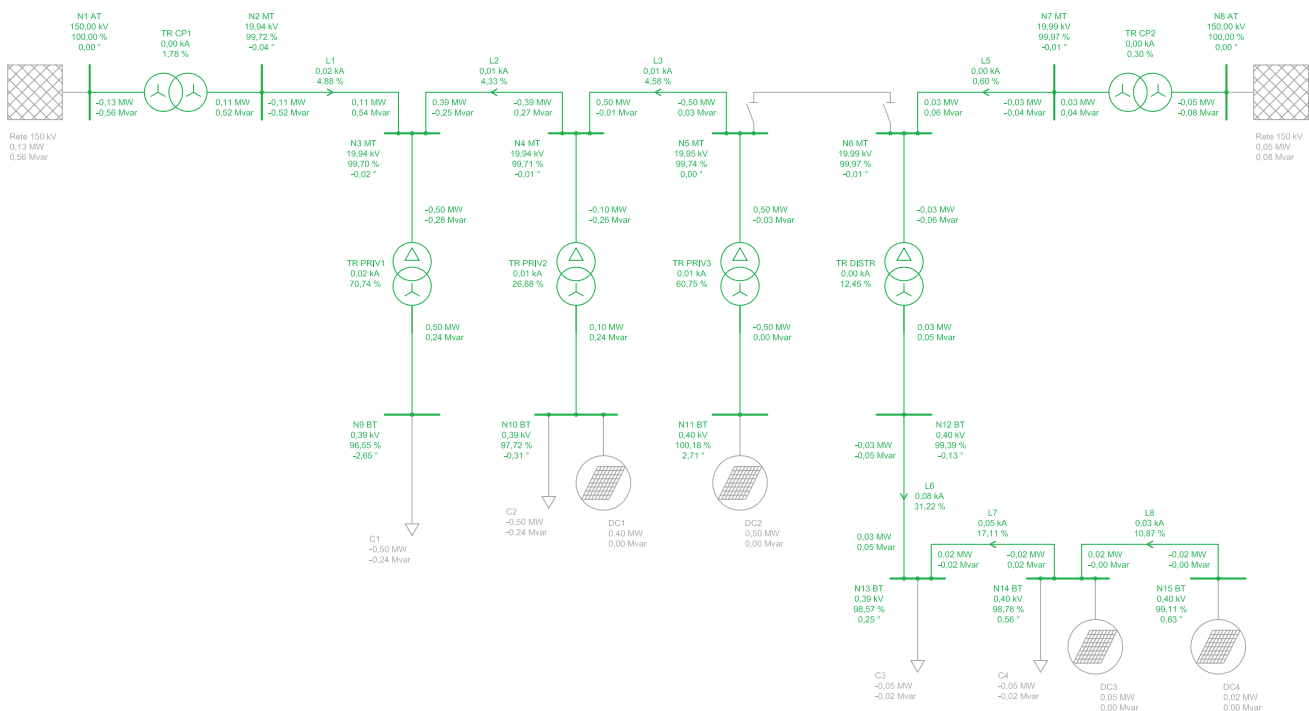 N1 AT
150,00 kV
100,00 %
0,00 °
TR CP1
0,00 kA
1,78 %
N2 MT
19,94 kV
99,72 %
-0,04 °
L1
0,02 kA
4,88 %
L2
0,01 kA
4,33 %
L3
0,01 kA
4,58 %
L5
0,00 kA
0,60 %
N7 MT
19,99 kV
99,97 %
-0,01 °
TR CP2
0,00 kA
0,30 %
N8 AT
150,00 kV
100,00 %
0,00 °
-0,13 MW
-0,56 Mvar
0,11 MW
0,52 Mvar
-0,11 MW
-0,52 Mvar
0,11 MW
0,54 Mvar
0,39 MW
-0,25 Mvar
-0,39 MW
0,27 Mvar
0,50 MW
-0,01 Mvar
-0,50 MW
0,03 Mvar
0,03 MW
0,06 Mvar
-0,03 MW
-0,04 Mvar
0,03 MW
0,04 Mvar
-0,05 MW
-0,08 Mvar
Rete 150 kV
0,13 MW
0,56 Mvar
Rete 150 kV
0,05 MW
0,08 Mvar
N3 MT
19,94 kV
99,70 %
-0,02 °
N4 MT
19,94 kV
99,71 %
-0,01 °
N5 MT
19,95 kV
99,74 %
0,00 °
N6 MT
19,99 kV
99,97 %
-0,01 °
-0,50 MW
-0,28 Mvar
-0,10 MW
-0,26 Mvar
0,50 MW
-0,03 Mvar
-0,03 MW
-0,06 Mvar
TR PRIV1
0,02 kA
70,74 %
TR PRIV2
0,01 kA
26,88 %
TR PRIV3
0,01 kA
60,75 %
TR DISTR
0,00 kA
12,45 %
0,50 MW
0,24 Mvar
0,10 MW
0,24 Mvar
-0,50 MW
0,00 Mvar
0,03 MW
0,05 Mvar
N9 BT
0,39 kV
96,55 %
-2,65 °
N10 BT
0,39 kV
97,72 %
-0,31 °
N11 BT
0,40 kV
100,18 %
2,71 °
N12 BT
0,40 kV
99,39 %
-0,13 °
-0,03 MW
-0,05 Mvar
L6
0,08 kA
31,22 %
C1
-0,50 MW
-0,24 Mvar
C2
-0,50 MW
-0,24 Mvar
DC1
0,40 MW
0,00 Mvar
DC2
0,50 MW
0,00 Mvar
L7
0,05 kA
17,11 %
L8
0,03 kA
10,87 %
0,03 MW
0,05 Mvar
0,02 MW
-0,02 Mvar
-0,02 MW
0,02 Mvar
0,02 MW
-0,00 Mvar
-0,02 MW
-0,00 Mvar
N13 BT
0,39 kV
98,57 %
0,25 °
N14 BT
0,40 kV
98,76 %
0,56 °
N15 BT
0,40 kV
99,11 %
0,63 °
C3
-0,05 MW
-0,02 Mvar
C4
-0,05 MW
-0,02 Mvar
DC3
0,05 MW
0,00 Mvar
DC4
0,02 MW
0,00 Mvar